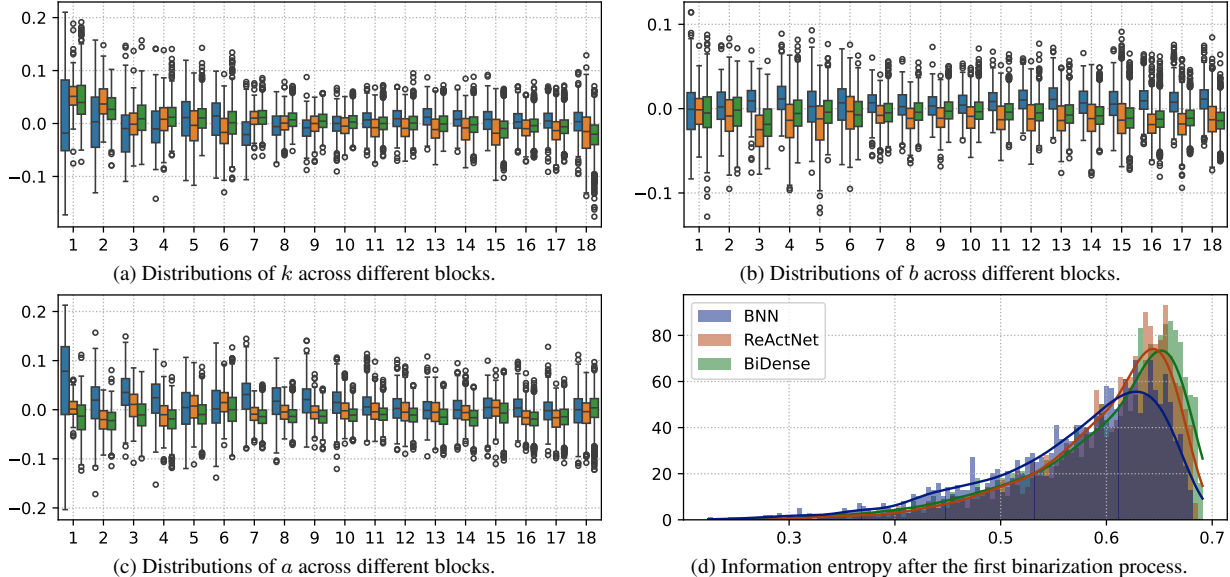 0.2
0.1
0.0
−0.1
1 2 3 4 5 6 7 8 9 10 11 12 13 14 15 16 17 18
(a) Distributions of k across different blocks.
0.1
0.0
−0.1
1 2 3 4 5 6 7 8 9 10 11 12 13 14 15 16 17 18
(b) Distributions of b across different blocks.
0.2
0.1
0.0
−0.1
−0.2
1 2 3 4 5 6 7 8 9 10 11 12 13 14 15 16 17 18
(c) Distributions of a across different blocks.
BNN
ReActNet
BiDense
80
60
40
20
0
0.3 0.4 0.5 0.6 0.7
(d) Information entropy after the first binarization process.